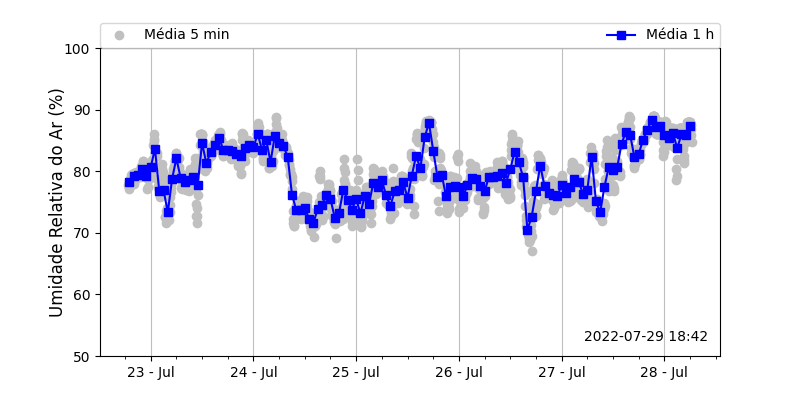 Média 5 min
Média 1 h
Umidade Relativa do Ar (%)
100
90
80
70
60
50
2022-07-29 18:42
23 - Jul
24 - Jul
25 - Jul
26 - Jul
27 - Jul
28 - Jul